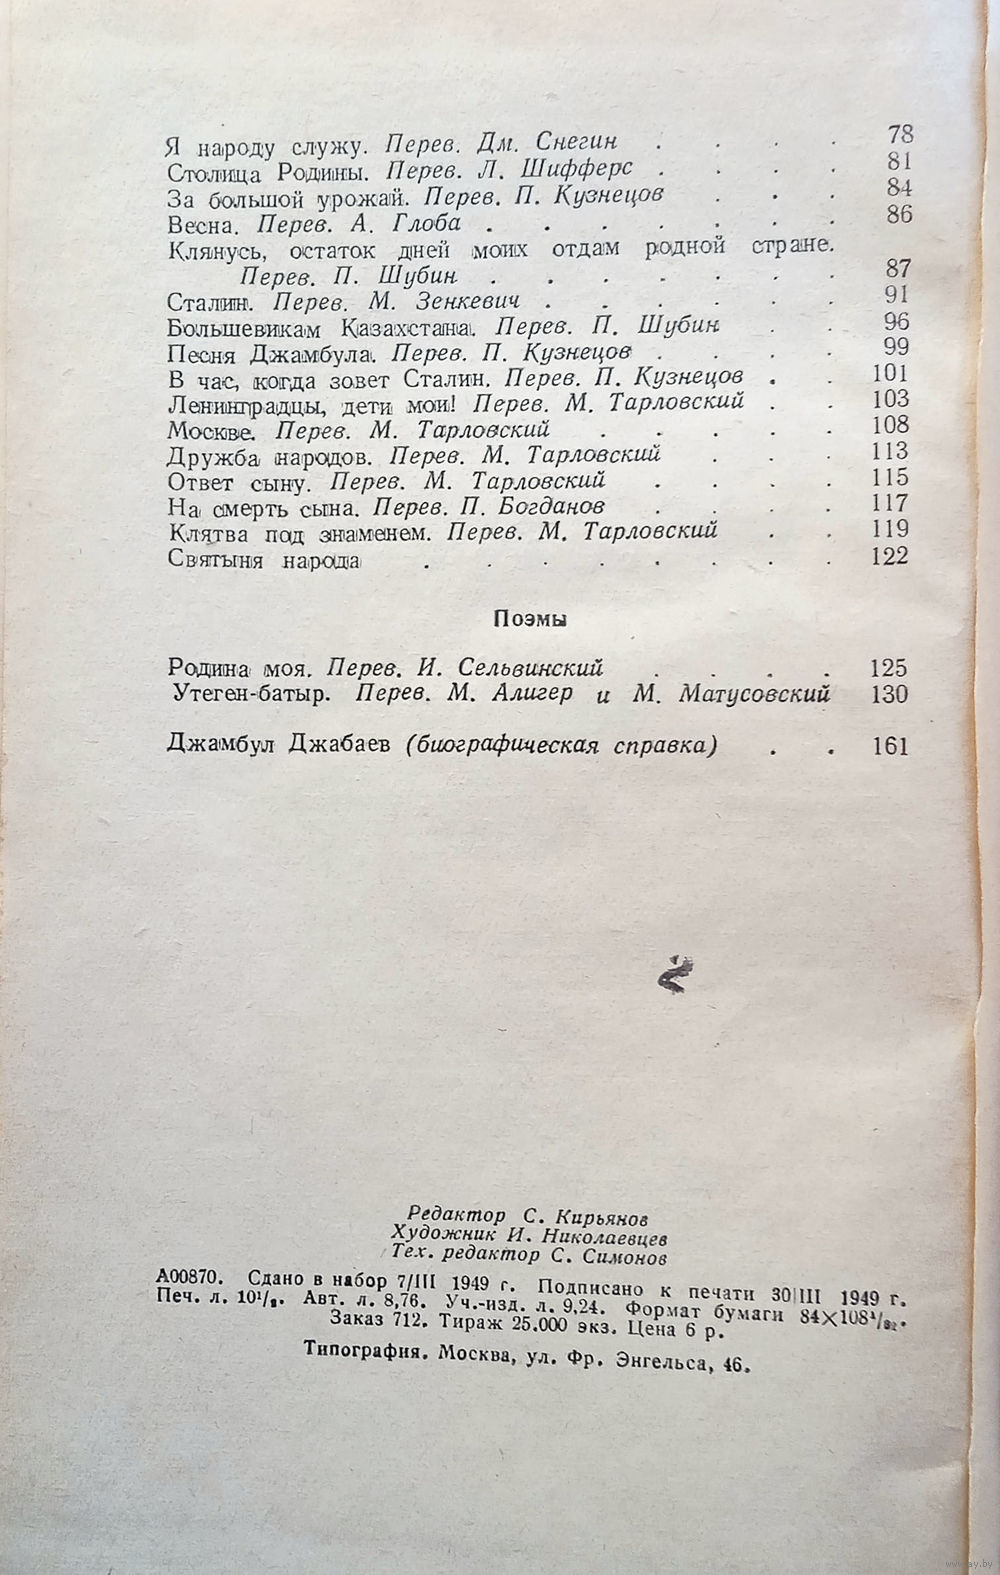 Я народу служу. Перев. Дм. Снегин . . . . 78
Столица Родины. Перев. Л. Шифферс . . . . 81
За большой урожай. Перев. П. Кузнецов . . . 84
Весна. Перев. А. Глоба . . . . . . . 86
Клянусь, остаток дней моих отдам родной стране.
Перев. П. Шубин . . . . . . . 87
Сталин. Перев. М. Зенкевич . . . . . . 91
Большевикам Казахстана. Перев. П. Шубин . . 96
Песня Джамбула. Перев. П. Кузнецов . . . . 99
В час, когда зовет Сталин. Перев. П. Кузнецов . . 101
Ленинградцы, дети мои! Перев. М. Тарловский . . 103
Москве. Перев. М. Тарловский . . . . . 108
Дружба народов. Перев. М. Тарловский . . . 113
Ответ сыну. Перев. М. Тарловский . . . . 115
На смерть сына. Перев. П. Богданов . . . . 117
Клятва под знаменем. Перев. М. Тарловский . . 119
Святыня народа . . . . . . . . 122
Поэмы
Родина моя. Перев. И. Сельвинский . . . . 125
Утеген-батыр. Перев. М. Алигер и М. Матусовский 130
Джамбул Джабаев (биографическая справка) . . 161
Редактор С. Кирьянов
Художник И. Николаевцев
Тех. редактор С. Симонов
А00870. Сдано в набор 7/III 1949 г. Подписано к печати 30|III 1949 г.
Печ. л. 10¹/₈. Авт. л. 8,76. Уч.-изд. л. 9,24. Формат бумаги 84×108¹/₃₂.
Заказ 712. Тираж 25.000 экз. Цена 6 р.
Типография. Москва, ул. Фр. Энгельса, 46.
www.ay.by